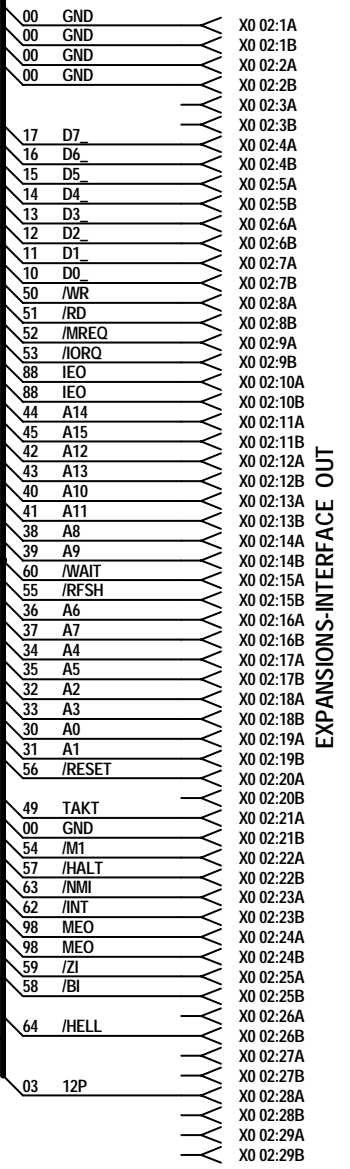 00 GND X0 02:1A
00 GND X0 02:1B
00 GND X0 02:2A
00 GND X0 02:2B
X0 02:3A
X0 02:3B
17 D7_ X0 02:4A
16 D6_ X0 02:4B
15 D5_ X0 02:5A
14 D4_ X0 02:5B
13 D3_ X0 02:6A
12 D2_ X0 02:6B
11 D1_ X0 02:7A
10 D0_ X0 02:7B
50 /WR X0 02:8A
51 /RD X0 02:8B
52 /MREQ X0 02:9A
53 /IORQ X0 02:9B
88 IEO X0 02:10A
88 IEO X0 02:10B
44 A14 X0 02:11A
45 A15 X0 02:11B
42 A12 X0 02:12A
43 A13 X0 02:12B
40 A10 X0 02:13A
41 A11 X0 02:13B
38 A8 X0 02:14A
39 A9 X0 02:14B
60 /WAIT X0 02:15A
55 /RFSH X0 02:15B
36 A6 X0 02:16A
37 A7 X0 02:16B
34 A4 X0 02:17A
35 A5 X0 02:17B
32 A2 X0 02:18A
33 A3 X0 02:18B
30 A0 X0 02:19A
31 A1 X0 02:19B
56 /RESET X0 02:20A
X0 02:20B
49 TAKT X0 02:21A
00 GND X0 02:21B
54 /M1 X0 02:22A
57 /HALT X0 02:22B
63 /NMI X0 02:23A
62 /INT X0 02:23B
98 MEO X0 02:24A
98 MEO X0 02:24B
59 /ZI X0 02:25A
58 /BI X0 02:25B
X0 02:26A
64 /HELL X0 02:26B
X0 02:27A
X0 02:27B
03 12P X0 02:28A
X0 02:28B
X0 02:29A
X0 02:29B
EXPANSIONS-INTERFACE OUT